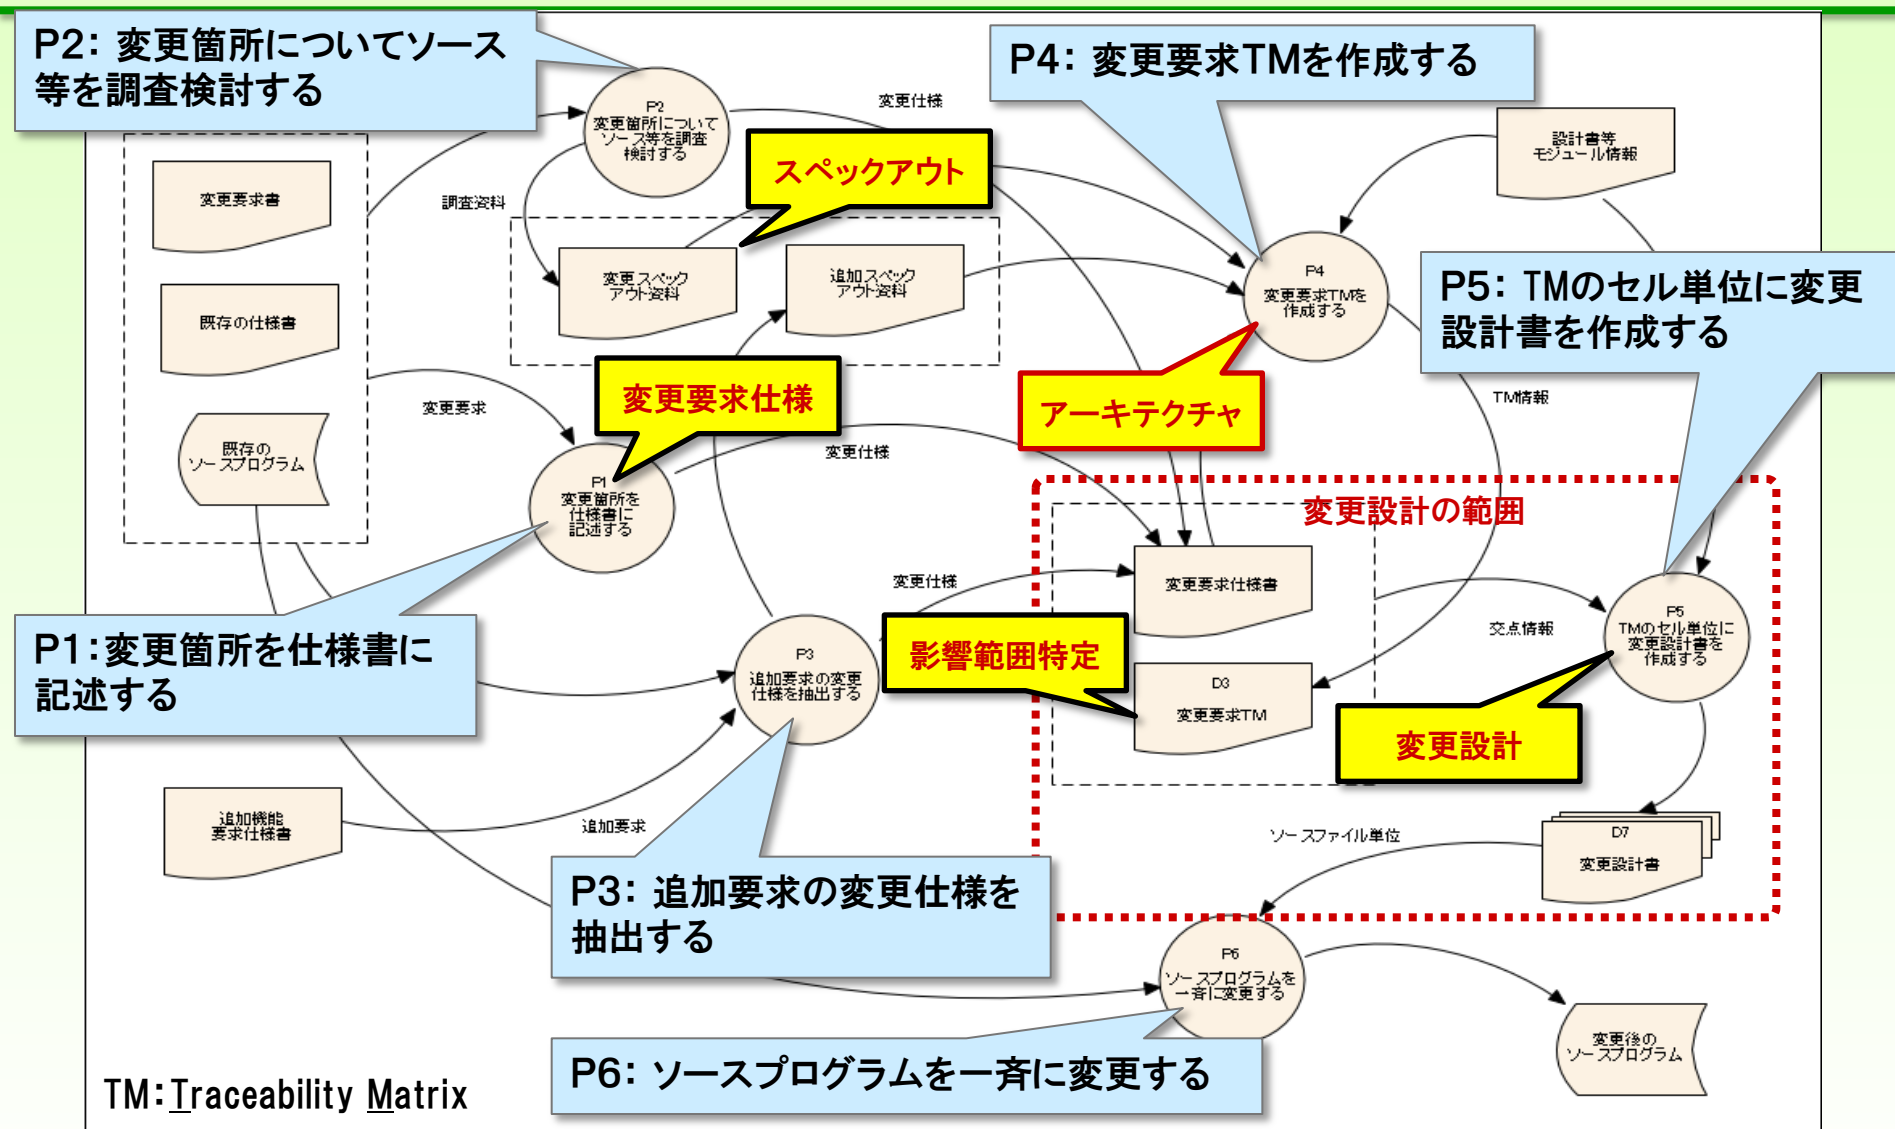 P2： 変更箇所についてソース
等を調査検討する
P4： 変更要求TMを作成する
P2
変更箇所について
ソース等を調査
検討する
変更仕様
設計書等
モジュール情報
スペックアウト
変更要求書
調査資料
変更スペック
アウト資料
追加スペック
アウト資料
P4
変更要求TMを
作成する
P5： TMのセル単位に変更
設計書を作成する
既存の仕様書
変更要求仕様
アーキテクチャ
変更要求
TM情報
既存の
ソースプログラム
変更仕様
P1
変更箇所を
仕様書に
記述する
変更設計の範囲
変更仕様
変更要求仕様書
P5
TMのセル単位に
変更設計書を
作成する
交点情報
P1：変更箇所を仕様書に
記述する
影響範囲特定
P3
追加要求の変更
仕様を抽出する
D3
変更要求TM
変更設計
追加機能
要求仕様書
追加要求
ソースファイル単位
D7
変更設計書
P3： 追加要求の変更仕様を
抽出する
P6
ソースプログラムを
一斉に変更する
P6： ソースプログラムを一斉に変更する
変更後の
ソースプログラム
TM：Traceability Matrix